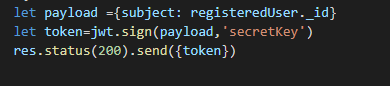 let payload ={subject: registeredUser._id}
let token=jwt.sign(payload,'secretKey')
res.status(200).send({token})